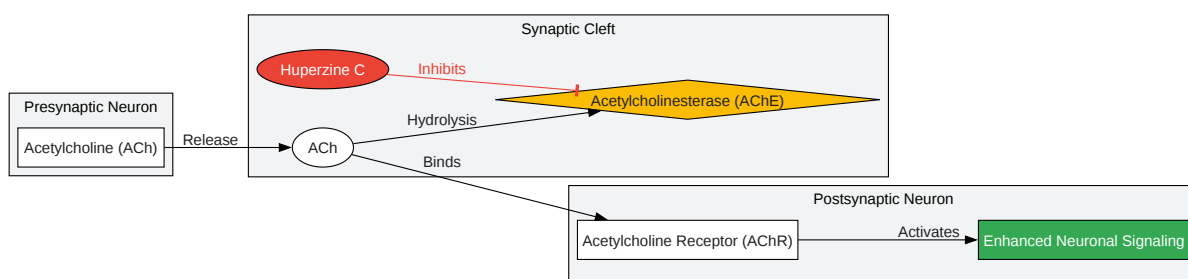 Synaptic Cleft
Huperzine C
Inhibits
Acetylcholinesterase (AChE)
Presynaptic Neuron
Acetylcholine (ACh)
Release
ACh
Hydrolysis
Binds
Postsynaptic Neuron
Acetylcholine Receptor (AChR)
Activates
Enhanced Neuronal Signaling